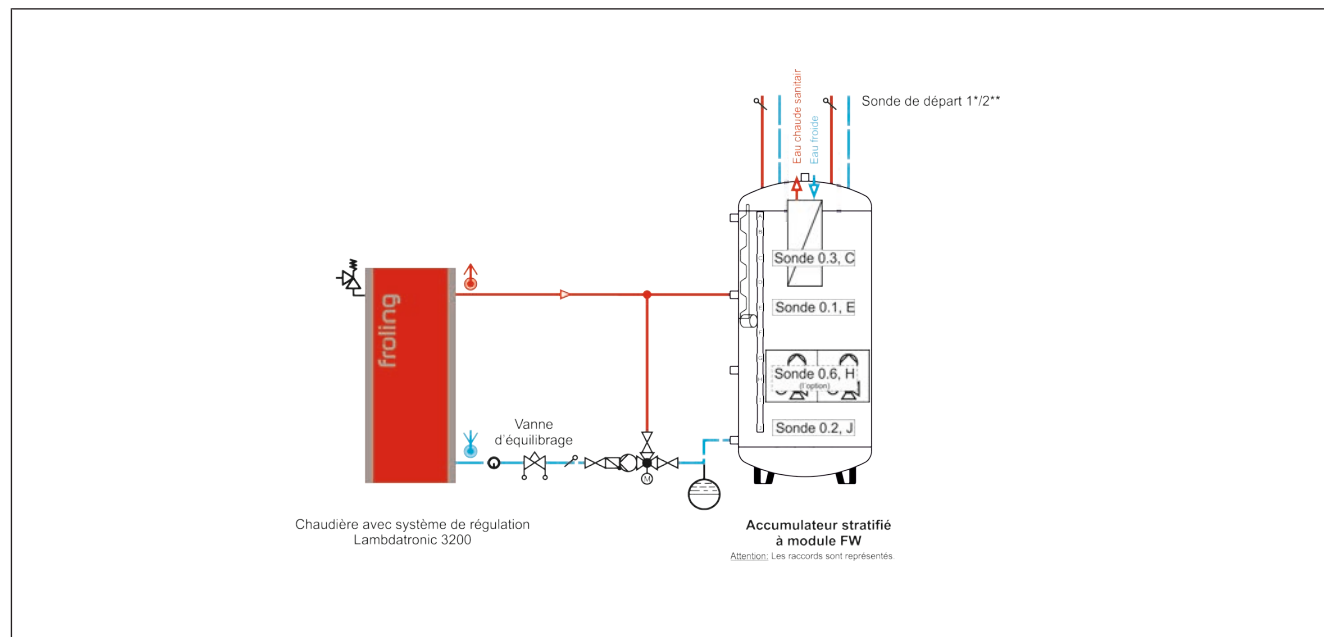 Eau chaude sanitair
Eau froide
Sonde de départ 1*/2**
froling
Sonde 0.3, C
Sonde 0.1, E
Sonde 0.6, H
(l'option)
Sonde 0.2, J
Vanne
d'équilibrage
M
Chaudière avec système de régulation
Lambdatronic 3200
Accumulateur stratifié
à module FW
Attention: Les raccords sont représentés.